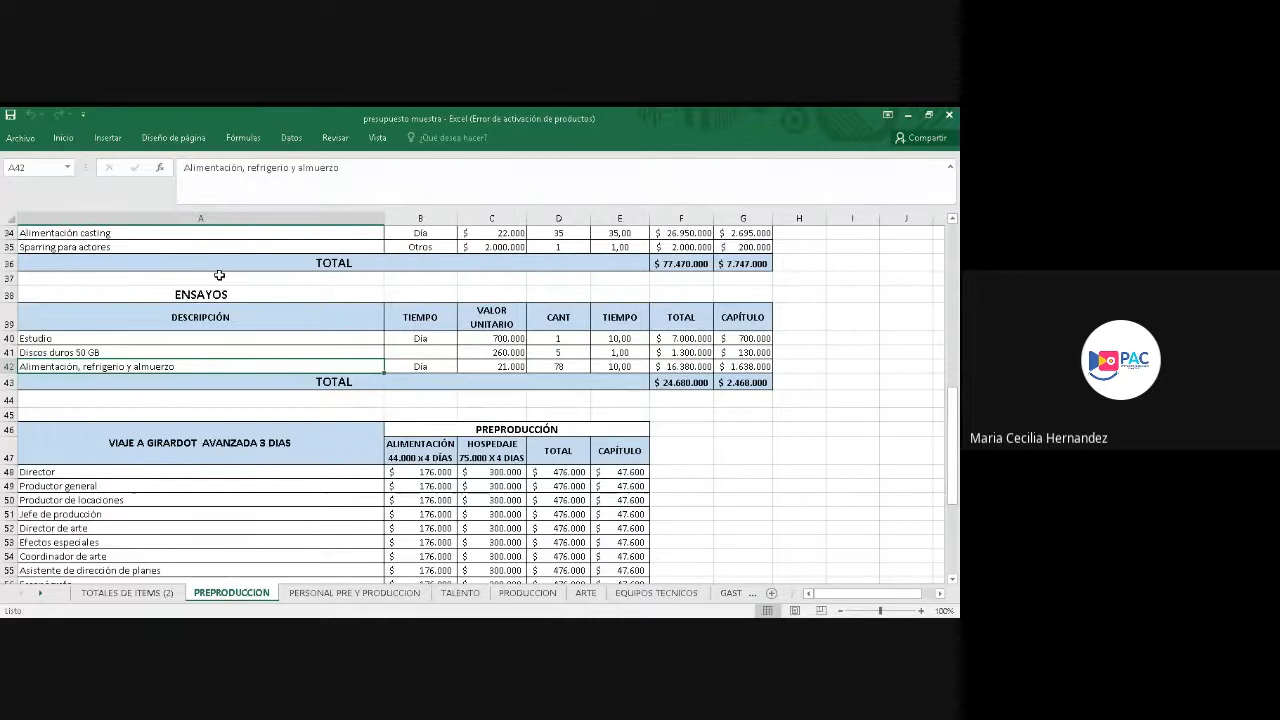 presupuesto muestra - Excel (Error de activación de productos)
Archivo Inicio Insertar Diseño de página Fórmulas Datos Revisar Vista ¿Qué desea hacer? Compartir
A42 fx Alimentación, refrigerio y almuerzo
A B C D E F G H I J
34 Alimentación casting Día $ 22.000 35 35,00 $ 26.950.000 $ 2.695.000
35 Sparring para actores Otros $ 2.000.000 1 1,00 $ 2.000.000 $ 200.000
36 TOTAL $ 77.470.000 $ 7.747.000
37
38 ENSAYOS
39 DESCRIPCIÓN TIEMPO VALOR UNITARIO CANT TIEMPO TOTAL CAPÍTULO
40 Estudio Día 700.000 1 10,00 $ 7.000.000 $ 700.000
41 Discos duros 50 GB 260.000 5 1,00 $ 1.300.000 $ 130.000
42 Alimentación, refrigerio y almuerzo Día 21.000 78 10,00 $ 16.380.000 $ 1.638.000
43 TOTAL $ 24.680.000 $ 2.468.000
44
45
46 PREPRODUCCIÓN
47 VIAJE A GIRARDOT AVANZADA 3 DIAS ALIMENTACIÓN 44.000 x 4 DÍAS HOSPEDAJE 75.000 X 4 DIAS TOTAL CAPÍTULO
48 Director $ 176.000 $ 300.000 $ 476.000 $ 47.600
49 Productor general $ 176.000 $ 300.000 $ 476.000 $ 47.600
50 Productor de locaciones $ 176.000 $ 300.000 $ 476.000 $ 47.600
51 Jefe de producción $ 176.000 $ 300.000 $ 476.000 $ 47.600
52 Director de arte $ 176.000 $ 300.000 $ 476.000 $ 47.600
53 Efectos especiales $ 176.000 $ 300.000 $ 476.000 $ 47.600
54 Coordinador de arte $ 176.000 $ 300.000 $ 476.000 $ 47.600
55 Asistente de dirección de planes $ 176.000 $ 300.000 $ 476.000 $ 47.600
TOTALES DE ITEMS (2) PREPRODUCCION PERSONAL PRE Y PRODUCCION TALENTO PRODUCCION ARTE EQUIPOS TECNICOS GAST ...
Listo 100%
PAC
Maria Cecilia Hernandez